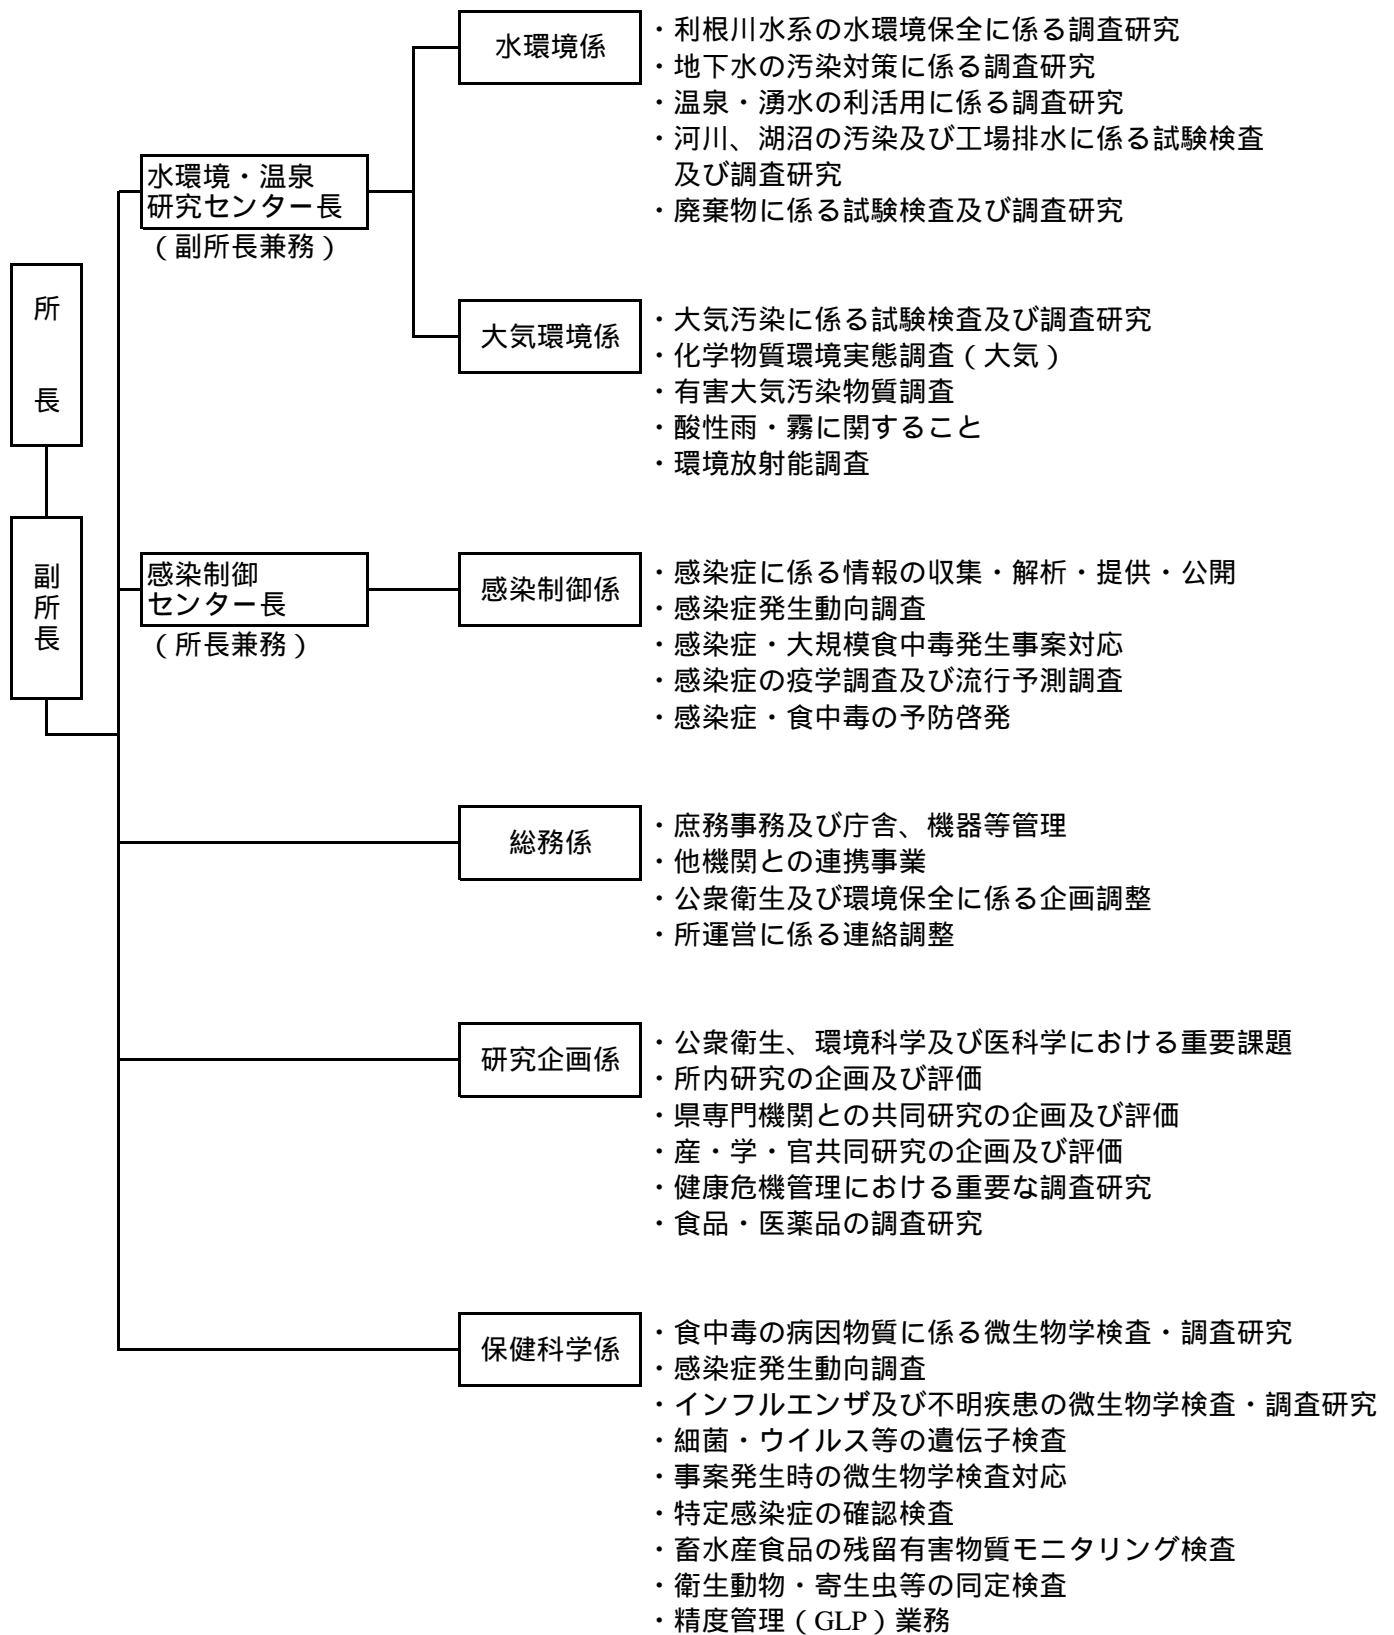 所長
副所長
水環境・温泉
研究センター長
（副所長兼務）
水環境係
・利根川水系の水環境保全に係る調査研究
・地下水の汚染対策に係る調査研究
・温泉・湧水の利活用に係る調査研究
・河川、湖沼の汚染及び工場排水に係る試験検査
及び調査研究
・廃棄物に係る試験検査及び調査研究
大気環境係
・大気汚染に係る試験検査及び調査研究
・化学物質環境実態調査（大気）
・有害大気汚染物質調査
・酸性雨・霧に関すること
・環境放射能調査
感染制御
センター長
（所長兼務）
感染制御係
・感染症に係る情報の収集・解析・提供・公開
・感染症発生動向調査
・感染症・大規模食中毒発生事案対応
・感染症の疫学調査及び流行予測調査
・感染症・食中毒の予防啓発
総務係
・庶務事務及び庁舎、機器等管理
・他機関との連携事業
・公衆衛生及び環境保全に係る企画調整
・所運営に係る連絡調整
研究企画係
・公衆衛生、環境科学及び医科学における重要課題
・所内研究の企画及び評価
・県専門機関との共同研究の企画及び評価
・産・学・官共同研究の企画及び評価
・健康危機管理における重要な調査研究
・食品・医薬品の調査研究
保健科学係
・食中毒の病因物質に係る微生物学検査・調査研究
・感染症発生動向調査
・インフルエンザ及び不明疾患の微生物学検査・調査研究
・細菌・ウイルス等の遺伝子検査
・事案発生時の微生物学検査対応
・特定感染症の確認検査
・畜水産食品の残留有害物質モニタリング検査
・衛生動物・寄生虫等の同定検査
・精度管理（GLP）業務